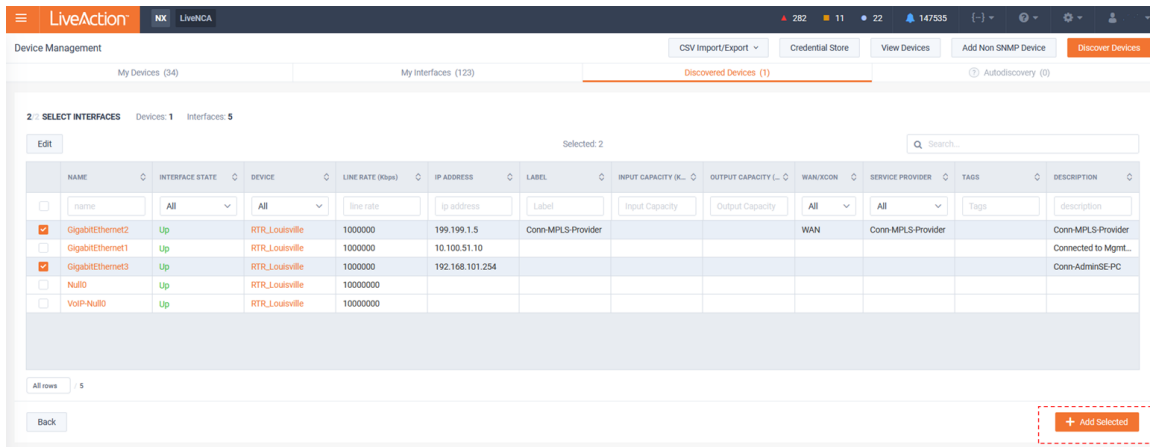 LiveAction NX LiveNCA 282 11 22 147535 {-}
Device Management CSV Import/Export Credential Store View Devices Add Non SNMP Device Discover Devices
My Devices (34) My Interfaces (123) Discovered Devices (1) ? Autodiscovery (0)
2/2 SELECT INTERFACES Devices: 1 Interfaces: 5
Edit Selected: 2 Search...
NAME INTERFACE STATE DEVICE LINE RATE (Kbps) IP ADDRESS LABEL INPUT CAPACITY (K... OUTPUT CAPACITY (... WAN/XCON SERVICE PROVIDER TAGS DESCRIPTION
name All All line rate ip address Label Input Capacity Output Capacity All All Tags description
GigabitEthernet2 Up RTR_Louisville 1000000 199.199.1.5 Conn-MPLS-Provider WAN Conn-MPLS-Provider Conn-MPLS-Provider
GigabitEthernet1 Up RTR_Louisville 1000000 10.100.51.10 Connected to Mgmt...
GigabitEthernet3 Up RTR_Louisville 1000000 192.168.101.254 Conn-AdminSE-PC
Null0 Up RTR_Louisville 10000000
VoIP-Null0 Up RTR_Louisville 10000000
All rows / 5
Back + Add Selected